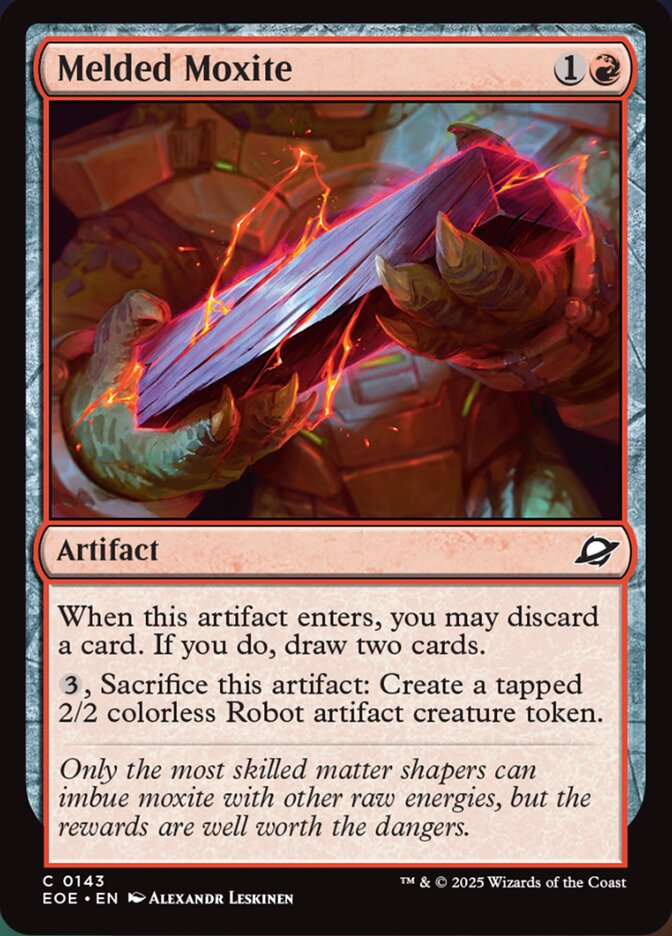 Melded Moxite
1
Artifact
When this artifact enters, you may discard
a card. If you do, draw two cards.
3, Sacrifice this artifact: Create a tapped
2/2 colorless Robot artifact creature token.
Only the most skilled matter shapers can
imbue moxite with other raw energies, but the
rewards are well worth the dangers.
C 0143
EOE • EN Alexandr Leskinen
™ & © 2025 Wizards of the Coast